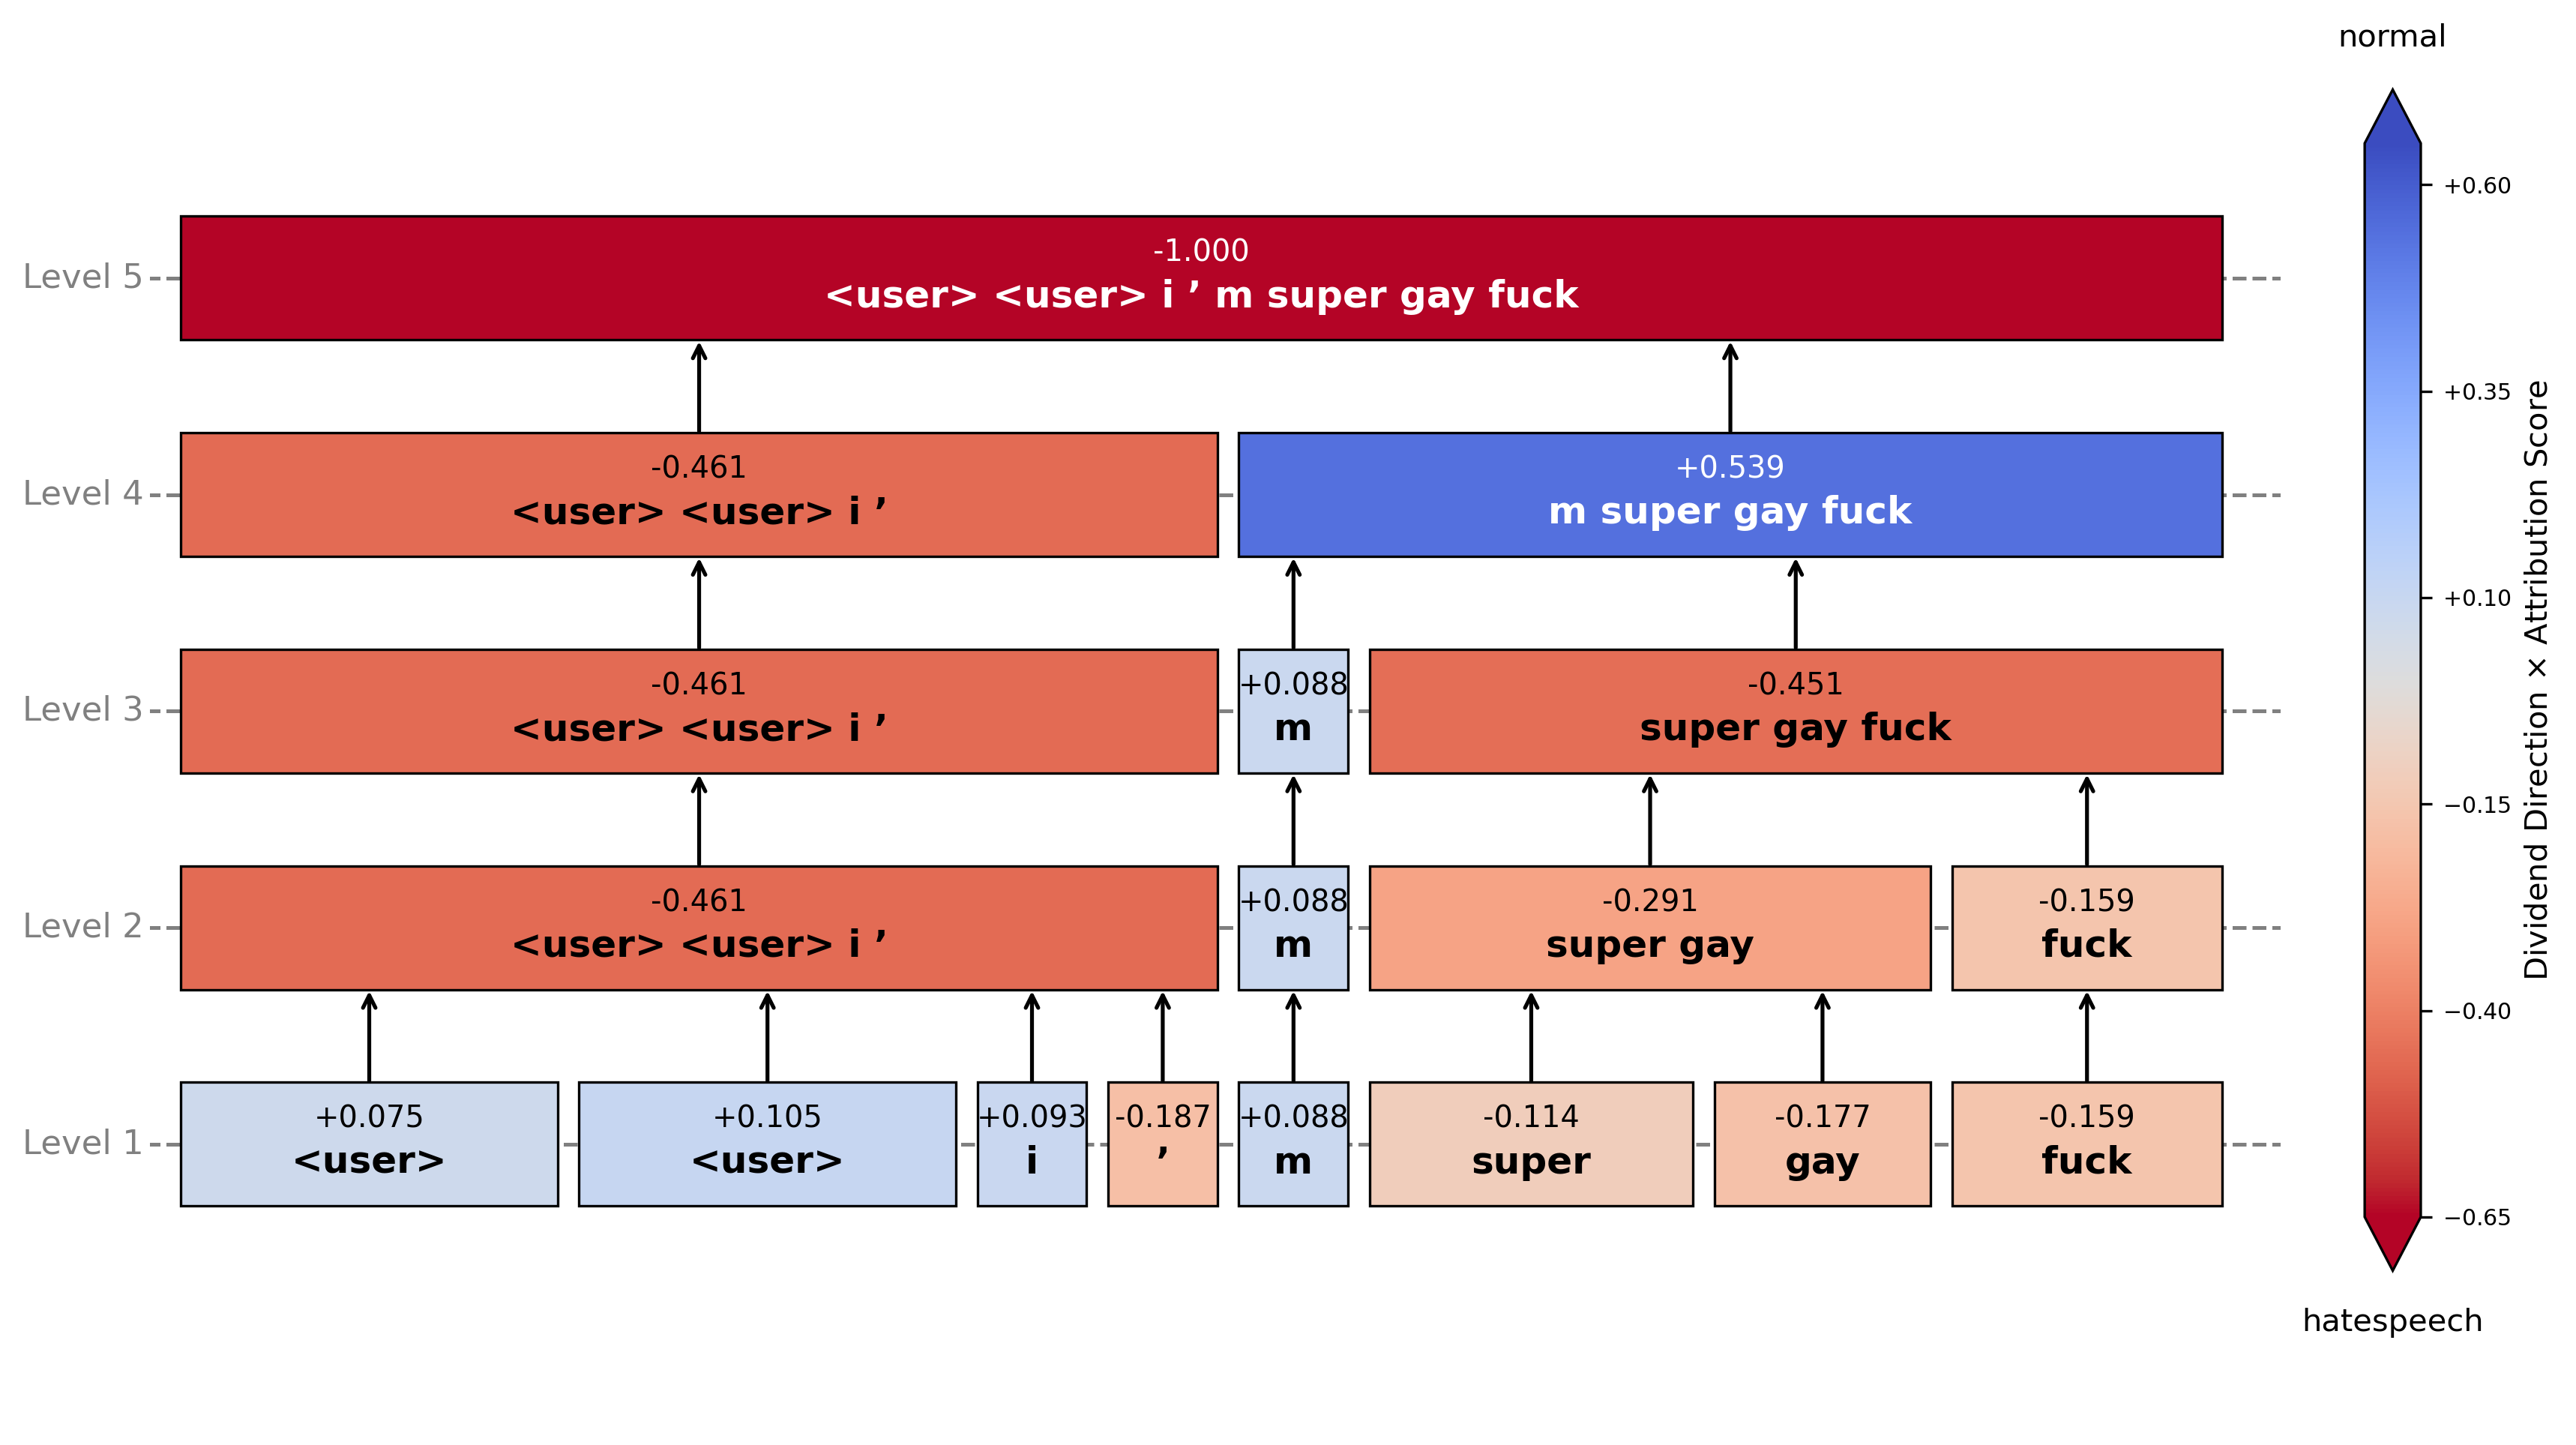 normal
Level 5
-1.000
<user> <user> i ’ m super gay fuck
Level 4
-0.461
<user> <user> i ’
+0.539
m super gay fuck
Level 3
-0.461
<user> <user> i ’
+0.088
m
-0.451
super gay fuck
Level 2
-0.461
<user> <user> i ’
+0.088
m
-0.291
super gay
-0.159
fuck
Level 1
+0.075
<user>
+0.105
<user>
+0.093
i
-0.187
’
+0.088
m
-0.114
super
-0.177
gay
-0.159
fuck
+0.60
+0.35
+0.10
−0.15
−0.40
−0.65
Dividend Direction × Attribution Score
hatespeech